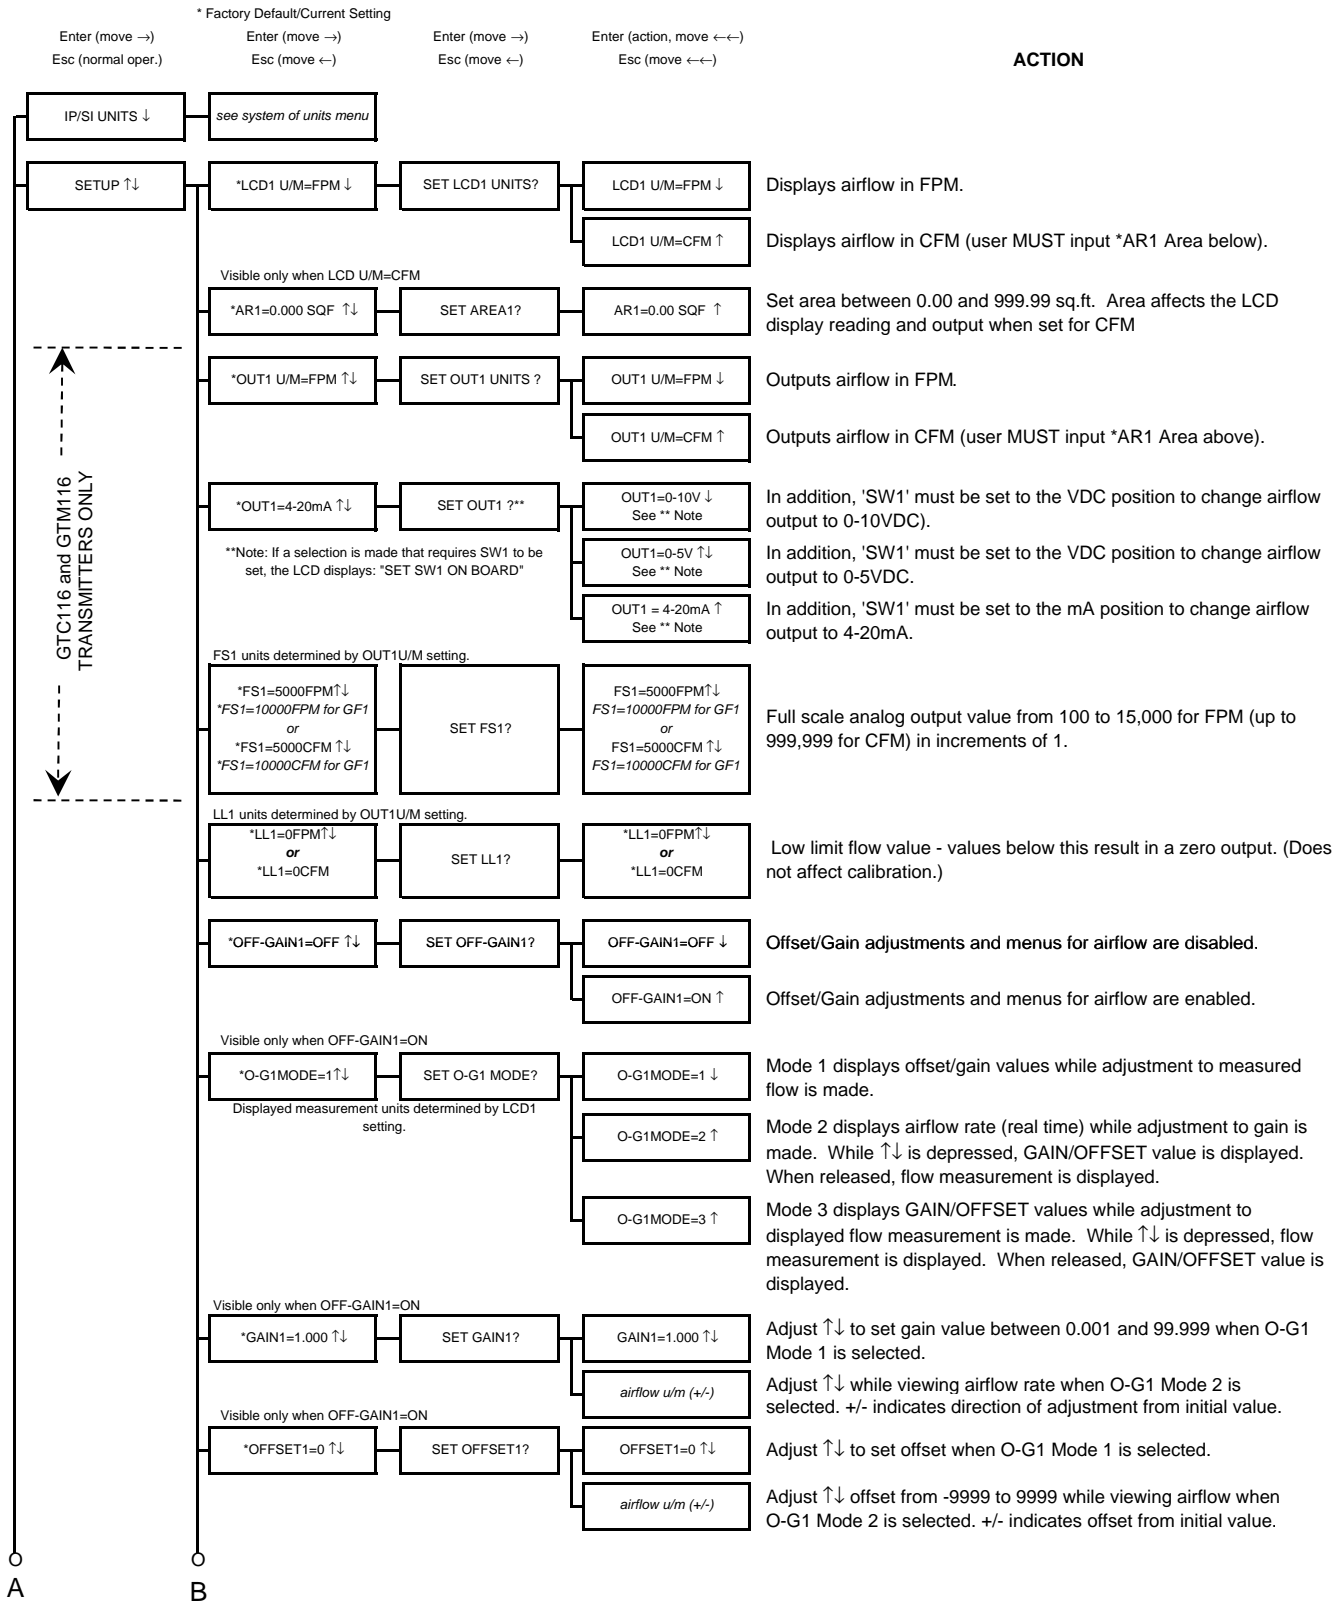 * Factory Default/Current Setting
Enter (move →)
Enter (move →)
Enter (move →)
Enter (action, move ←←)
Esc (normal oper.)
Esc (move ←)
Esc (move ←)
Esc (move ←←)
ACTION
IP/SI UNITS ↓
see system of units menu
SETUP ↑↓
*LCD1 U/M=FPM ↓
SET LCD1 UNITS?
LCD1 U/M=FPM ↓
Displays airflow in FPM.
LCD1 U/M=CFM ↑
Displays airflow in CFM (user MUST input *AR1 Area below).
Visible only when LCD U/M=CFM
*AR1=0.000 SQF ↑↓
SET AREA1?
AR1=0.00 SQF ↑
Set area between 0.00 and 999.99 sq.ft. Area affects the LCD
display reading and output when set for CFM
GTC116 and GTM116
TRANSMITTERS ONLY
*OUT1 U/M=FPM ↑↓
SET OUT1 UNITS ?
OUT1 U/M=FPM ↓
Outputs airflow in FPM.
OUT1 U/M=CFM ↑
Outputs airflow in CFM (user MUST input *AR1 Area above).
*OUT1=4-20mA ↑↓
SET OUT1 ?**
OUT1=0-10V ↓
See ** Note
In addition, 'SW1' must be set to the VDC position to change airflow
output to 0-10VDC).
**Note: If a selection is made that requires SW1 to be
set, the LCD displays: "SET SW1 ON BOARD"
OUT1=0-5V ↑↓
See ** Note
In addition, 'SW1' must be set to the VDC position to change airflow
output to 0-5VDC.
OUT1 = 4-20mA ↑
See ** Note
In addition, 'SW1' must be set to the mA position to change airflow
output to 4-20mA.
FS1 units determined by OUT1U/M setting.
*FS1=5000FPM↑↓
*FS1=10000FPM for GF1
or
*FS1=5000CFM ↑↓
*FS1=10000CFM for GF1
SET FS1?
FS1=5000FPM↑↓
FS1=10000FPM for GF1
or
FS1=5000CFM ↑↓
FS1=10000CFM for GF1
Full scale analog output value from 100 to 15,000 for FPM (up to
999,999 for CFM) in increments of 1.
LL1 units determined by OUT1U/M setting.
*LL1=0FPM↑↓
or
*LL1=0CFM
SET LL1?
*LL1=0FPM↑↓
or
*LL1=0CFM
Low limit flow value - values below this result in a zero output. (Does
not affect calibration.)
*OFF-GAIN1=OFF ↑↓
SET OFF-GAIN1?
OFF-GAIN1=OFF ↓
Offset/Gain adjustments and menus for airflow are disabled.
OFF-GAIN1=ON ↑
Offset/Gain adjustments and menus for airflow are enabled.
Visible only when OFF-GAIN1=ON
*O-G1MODE=1↑↓
SET O-G1 MODE?
O-G1MODE=1 ↓
Mode 1 displays offset/gain values while adjustment to measured
flow is made.
Displayed measurement units determined by LCD1
setting.
O-G1MODE=2 ↑
Mode 2 displays airflow rate (real time) while adjustment to gain is
made. While ↑↓ is depressed, GAIN/OFFSET value is displayed.
When released, flow measurement is displayed.
O-G1MODE=3 ↑
Mode 3 displays GAIN/OFFSET values while adjustment to
displayed flow measurement is made. While ↑↓ is depressed, flow
measurement is displayed. When released, GAIN/OFFSET value is
displayed.
Visible only when OFF-GAIN1=ON
*GAIN1=1.000 ↑↓
SET GAIN1?
GAIN1=1.000 ↑↓
Adjust ↑↓ to set gain value between 0.001 and 99.999 when O-G1
Mode 1 is selected.
airflow u/m (+/-)
Adjust ↑↓ while viewing airflow rate when O-G1 Mode 2 is
selected. +/- indicates direction of adjustment from initial value.
Visible only when OFF-GAIN1=ON
*OFFSET1=0 ↑↓
SET OFFSET1?
OFFSET1=0 ↑↓
Adjust ↑↓ to set offset when O-G1 Mode 1 is selected.
airflow u/m (+/-)
Adjust ↑↓ offset from -9999 to 9999 while viewing airflow when
O-G1 Mode 2 is selected. +/- indicates offset from initial value.
A
B